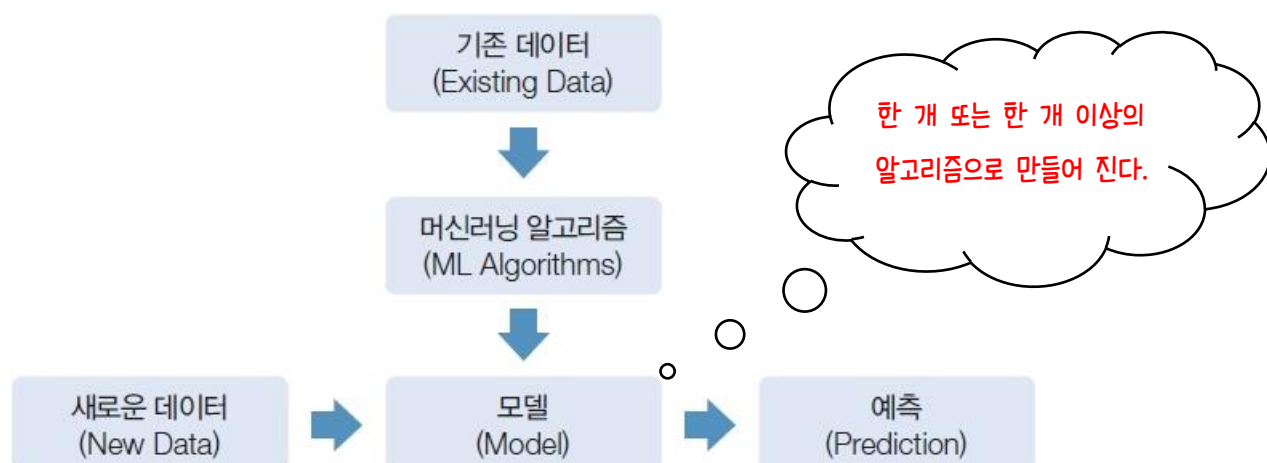 기존 데이터
(Existing Data)
한 개 또는 한 개 이상의
알고리즘으로 만들어 진다.
머신러닝 알고리즘
(ML Algorithms)
새로운 데이터
(New Data)
모델
(Model)
예측
(Prediction)